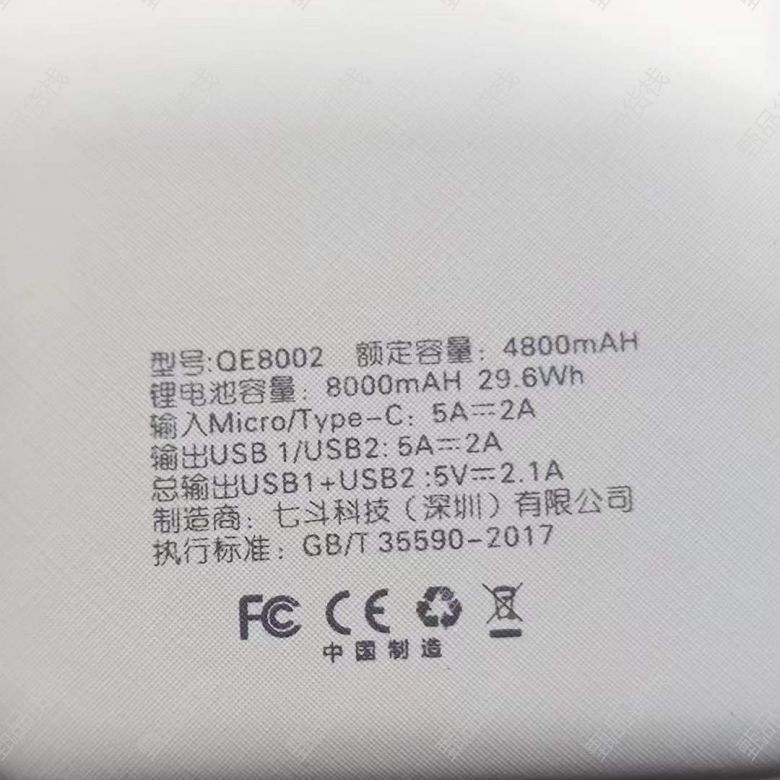 型号:QE8002 额定容量：4800mAH
锂电池容量：8000mAH 29.6Wh
输入Micro/Type-C：5A⎓2A
输出USB 1/USB2: 5A⎓2A
总输出USB1+USB2 :5V⎓2.1A
制造商：七斗科技（深圳）有限公司
执行标准：GB/T 35590-2017
FC CE
中国制造